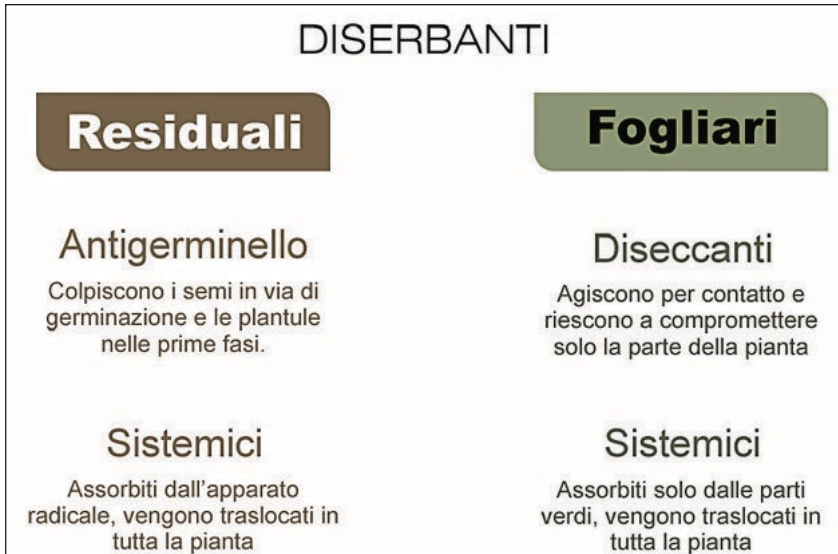 DISERBANTI
Residuali
Antigerminello
Colpiscono i semi in via di
germinazione e le plantule
nelle prime fasi.
Sistemici
Assorbiti dall'apparato
radicale, vengono traslocati in
tutta la pianta
Fogliari
Diseccanti
Agiscono per contatto e
riescono a compromettere
solo la parte della pianta
Sistemici
Assorbiti solo dalle parti
verdi, vengono traslocati in
tutta la pianta